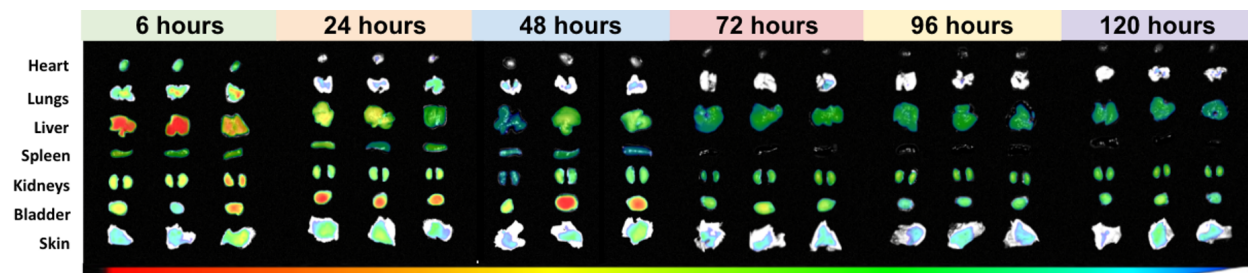 6 hours 24 hours 48 hours 72 hours 96 hours 120 hours
Heart
Lungs
Liver
Spleen
Kidneys
Bladder
Skin